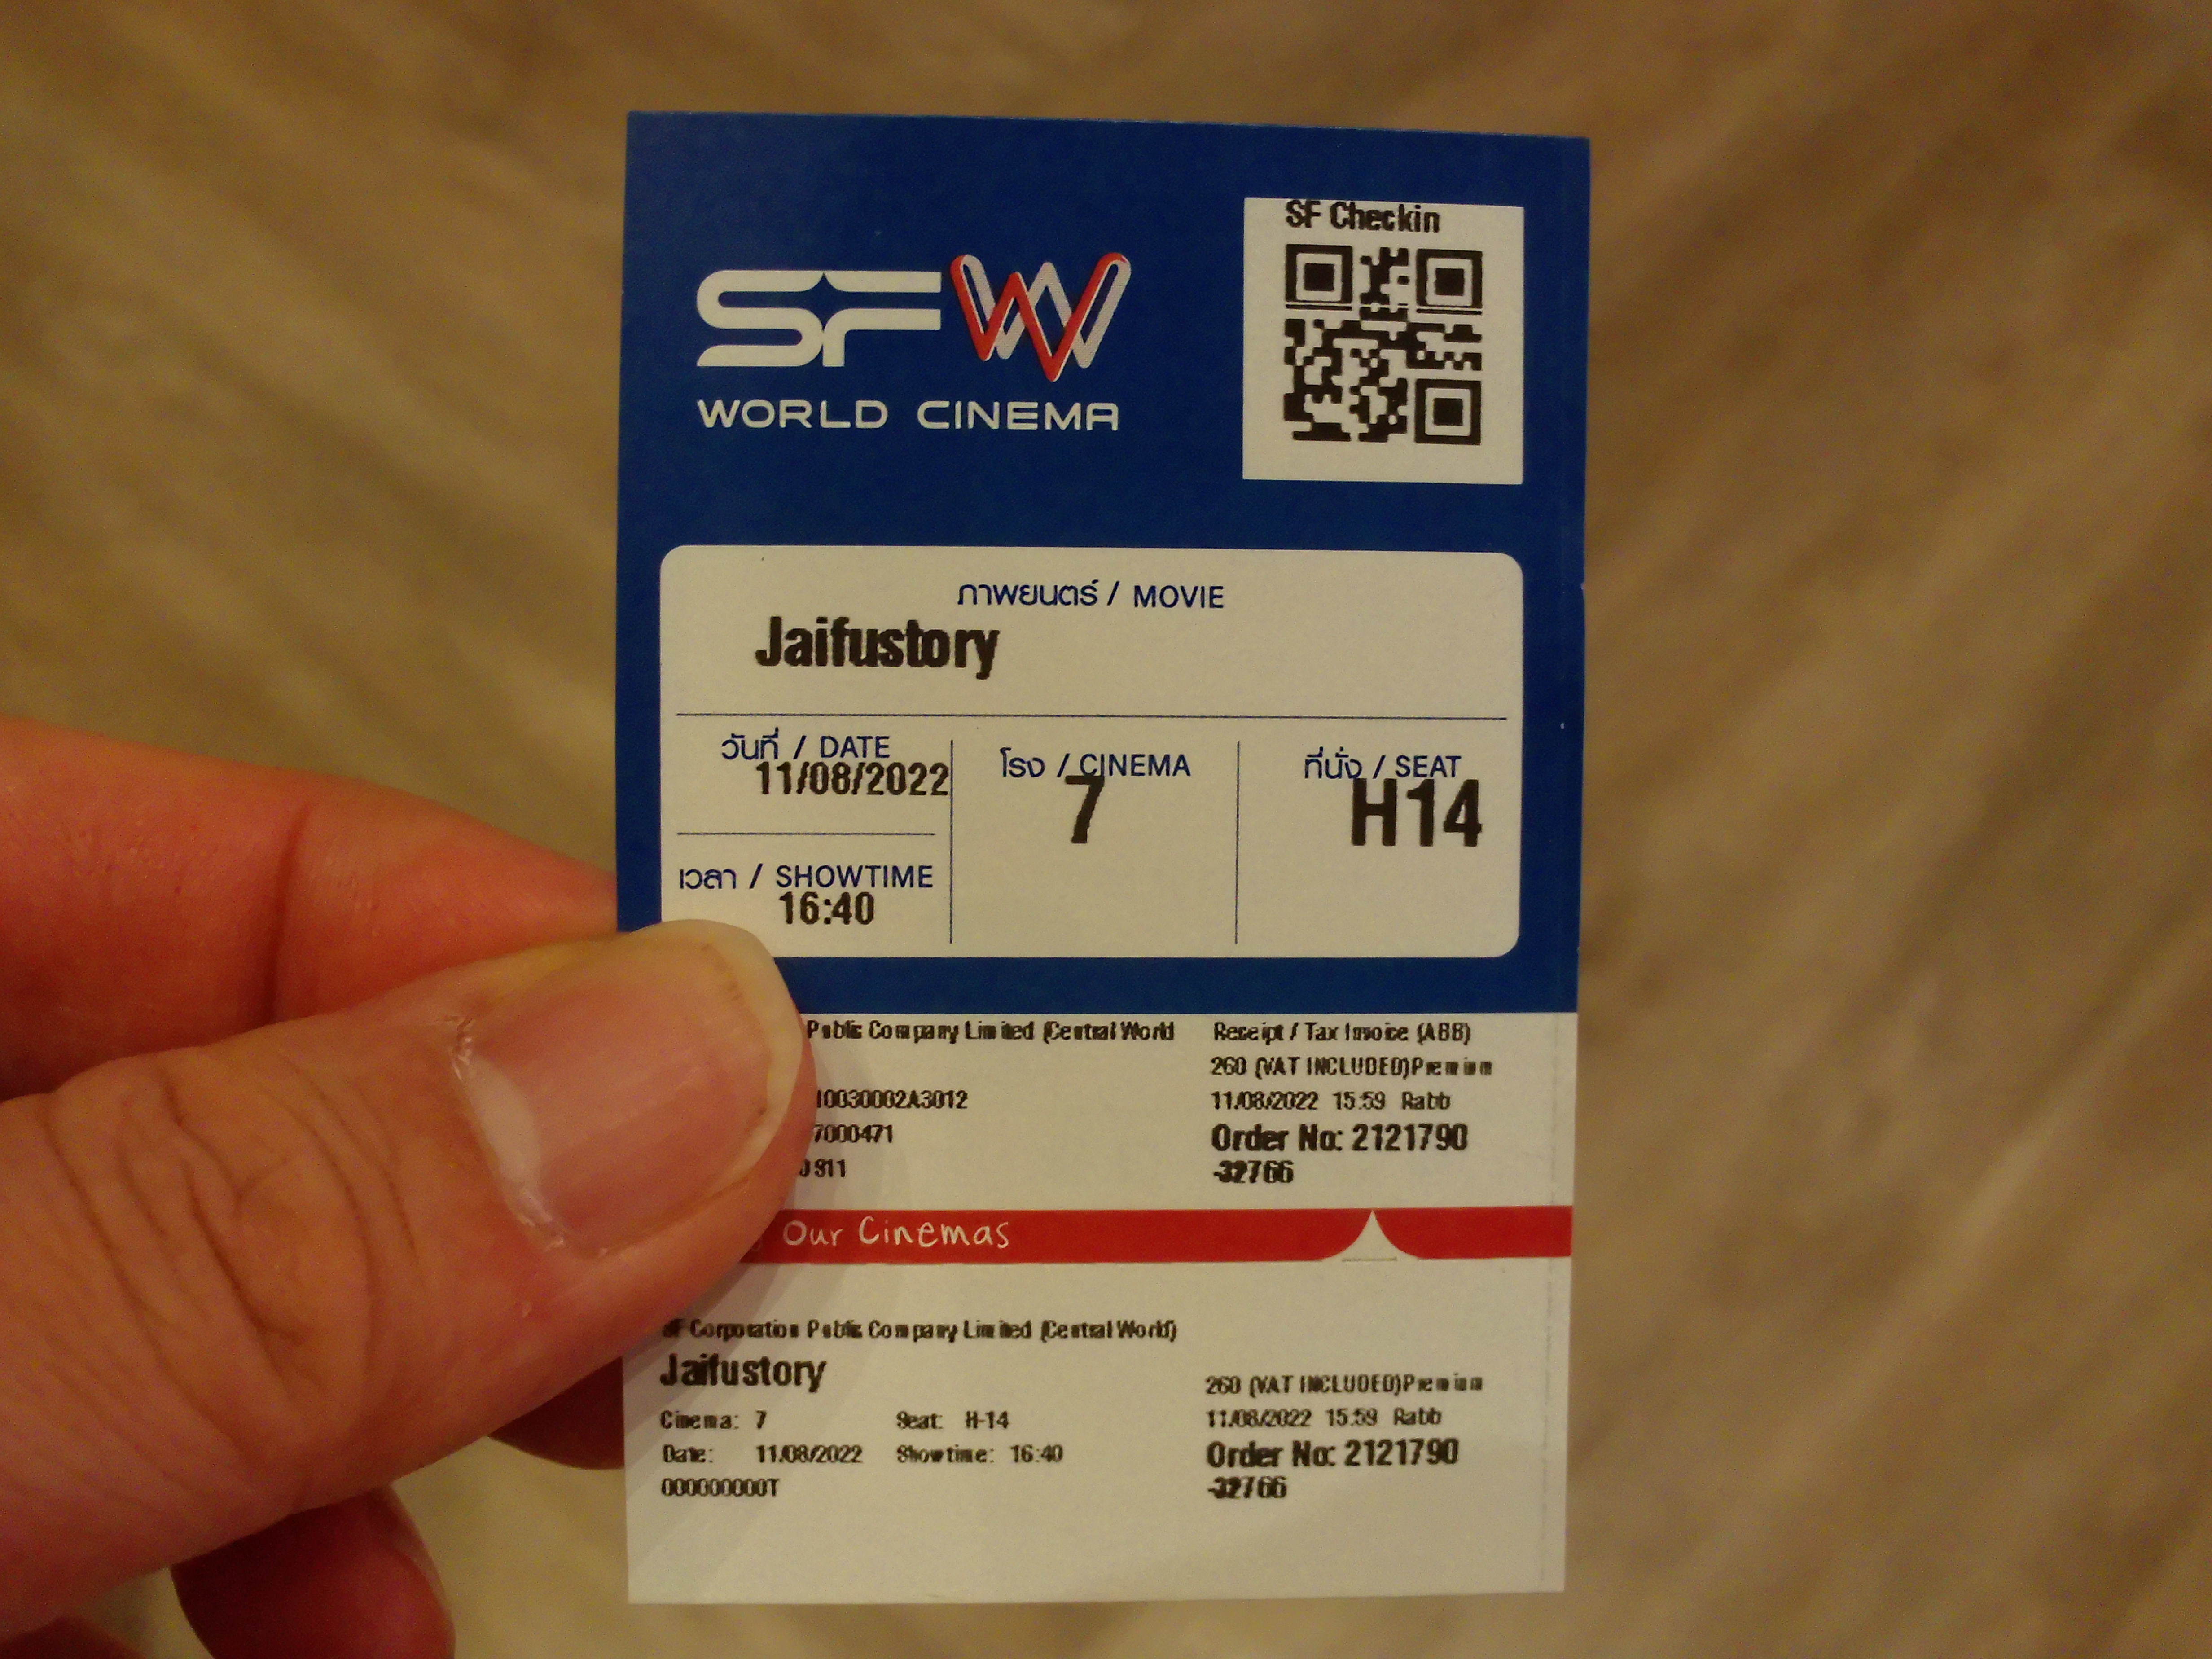 SFW
WORLD CINEMA
SF Checkin
ภาพยนตร์ / MOVIE
Jaifustory
วันที่ / DATE
11/08/2022
โรง / CINEMA
7
ที่นั่ง / SEAT
H14
เวลา / SHOWTIME
16:40
Public Company Limited (Central World
10030002A3012
7000471
Receipt / Tax Invoice (ABB)
260 (VAT INCLUDED)Premium
11/08/2022 15:59 Rabb
Order No: 2121790
-32766
Our Cinemas
SF Corporation Public Company Limited (Central World)
Jaifustory
Cinema: 7 Seat: H-14
Date: 11/08/2022 Showtime: 16:40
000000000T
260 (VAT INCLUDED)Premium
11/08/2022 15:59 Rabb
Order No: 2121790
-32766